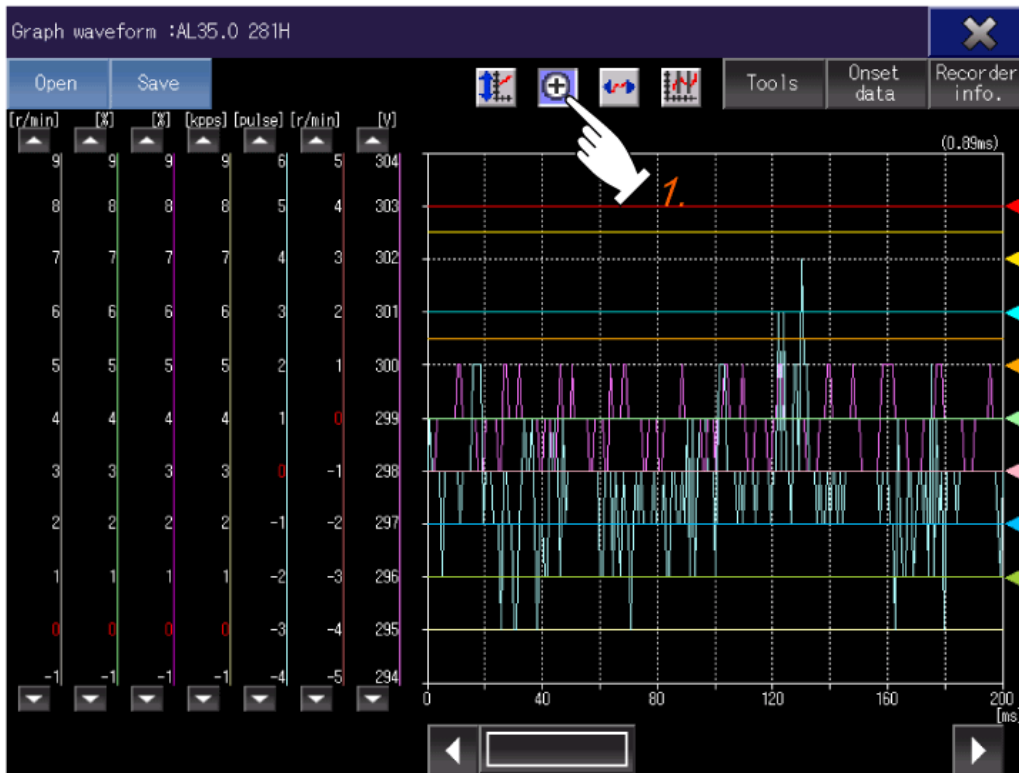 Graph waveform :AL35.0 281H
Open Save Tools Onset data Recorder info.
[r/min] [%] [%] [kpps] [pulse] [r/min] [V]
(0.89ms)
1.
9 9 9 9 6 5 304
8 8 8 8 5 4 303
7 7 7 7 4 3 302
6 6 6 6 3 2 301
5 5 5 5 2 1 300
4 4 4 4 1 0 299
3 3 3 3 0 -1 298
2 2 2 2 -1 -2 297
1 1 1 1 -2 -3 296
0 0 0 0 -3 -4 295
-1 -1 -1 -1 -4 -5 294
0 40 80 120 160 200
[ms]